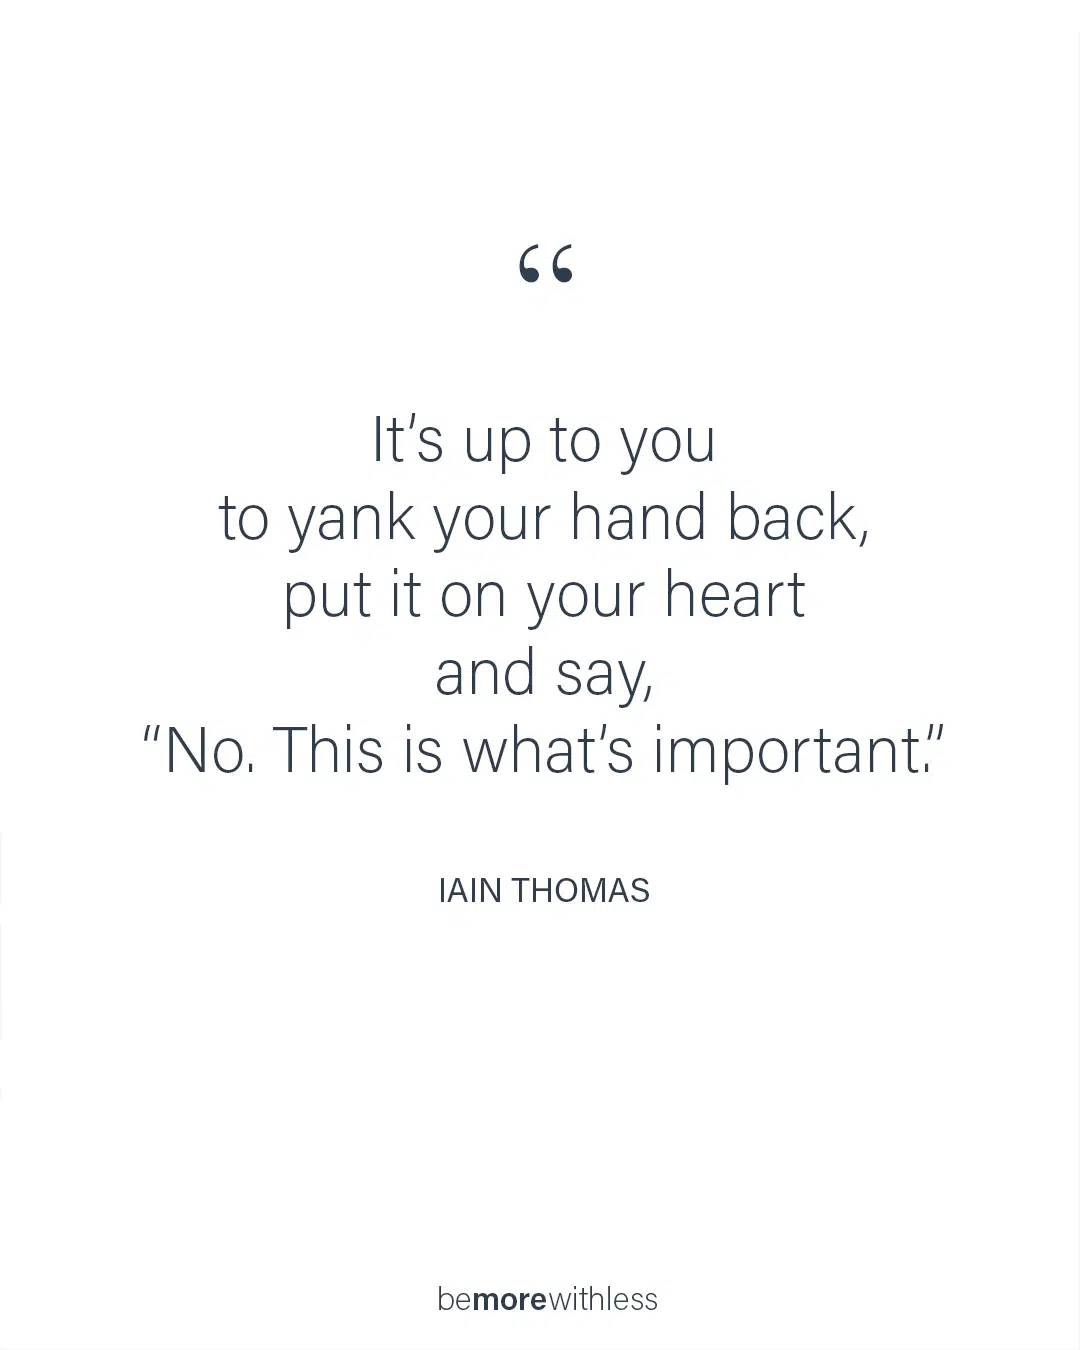 “
It’s up to you
to yank your hand back,
put it on your heart
and say,
“No. This is what’s important.”
IAIN THOMAS
bemorewithless